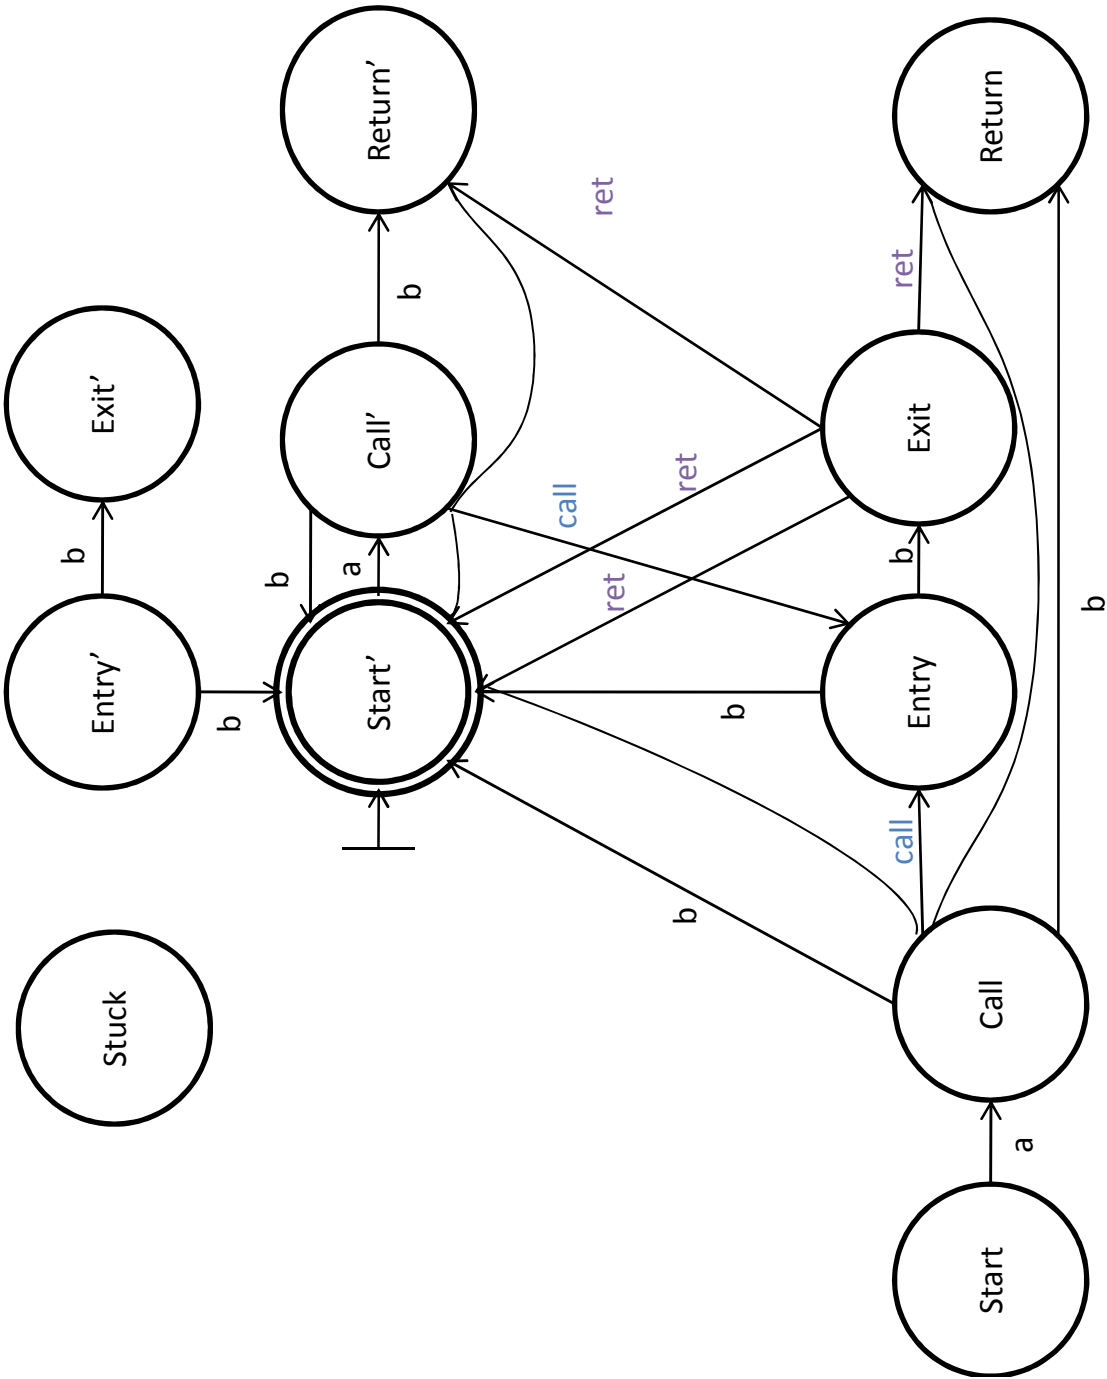 Stuck
Entry’
b
Exit’
b
b
Start’
a
Call’
b
Return’
ret
call
ret
ret
b
b
Start
a
Call
call
Entry
b
Exit
ret
Return
b